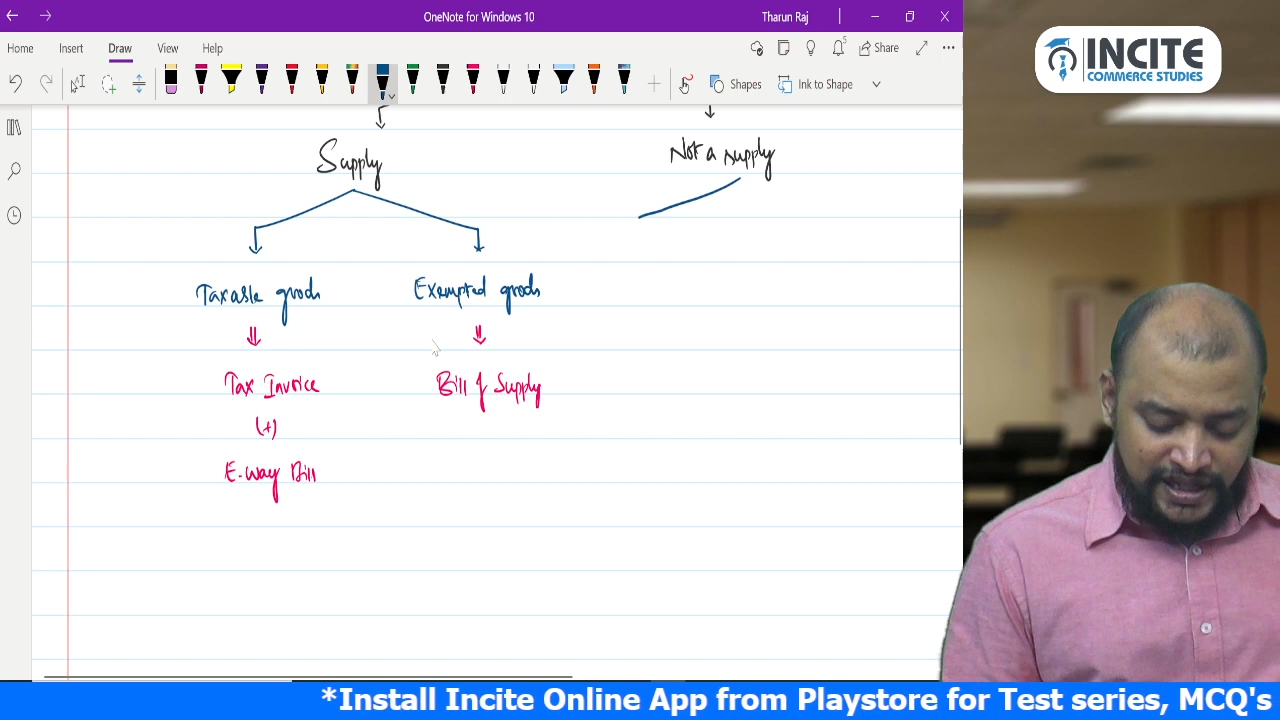 OneNote for Windows 10
Tharun Raj
Home Insert Draw View Help
5
Share
Shapes
Ink to Shape
INCITE
COMMERCE STUDIES
Supply
Not a supply
Taxable goods
Exempted goods
Tax Invoice
Bill of Supply
(+)
E-way Bill
*Install Incite Online App from Playstore for Test series, MCQ's